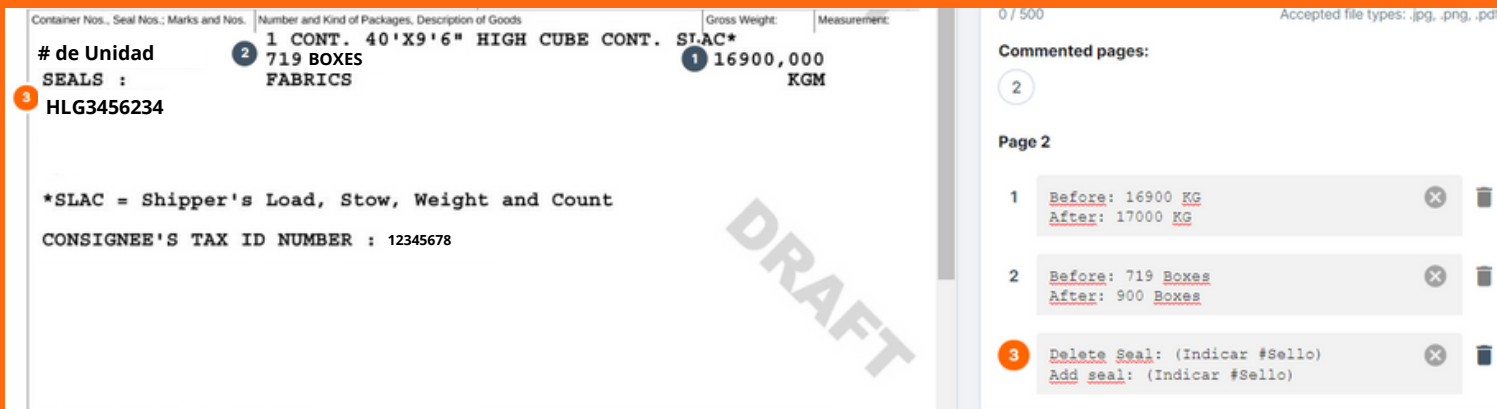 Container Nos., Seal Nos.; Marks and Nos. Number and Kind of Packages, Description of Goods Gross Weight: Measurement:
1 CONT. 40'X9'6" HIGH CUBE CONT. SLAC*
# de Unidad 2 719 BOXES 1 16900,000
SEALS : FABRICS KGM
3 HLG3456234
*SLAC = Shipper's Load, Stow, Weight and Count
CONSIGNEE'S TAX ID NUMBER : 12345678
DRAFT
0 / 500 Accepted file types: .jpg, .png, .pdf
Commented pages:
2
Page 2
1 Before: 16900 KG
After: 17000 KG
2 Before: 719 Boxes
After: 900 Boxes
3 Delete Seal: (Indicar #Sello)
Add seal: (Indicar #Sello)